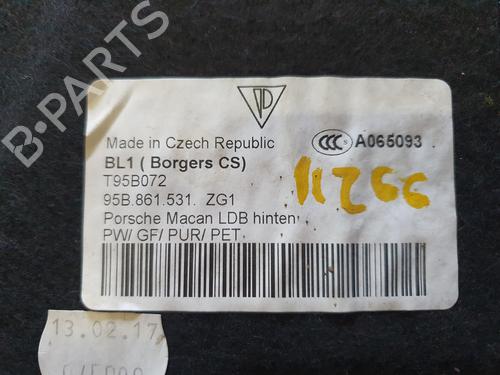 Made in Czech Republic
CCC S A065093
BL1 ( Borgers CS)
T95B072
95B.861.531. ZG1
Porsche Macan LDB hinten
PW/ GF/ PUR/ PET
13.02.17
B-PARTS